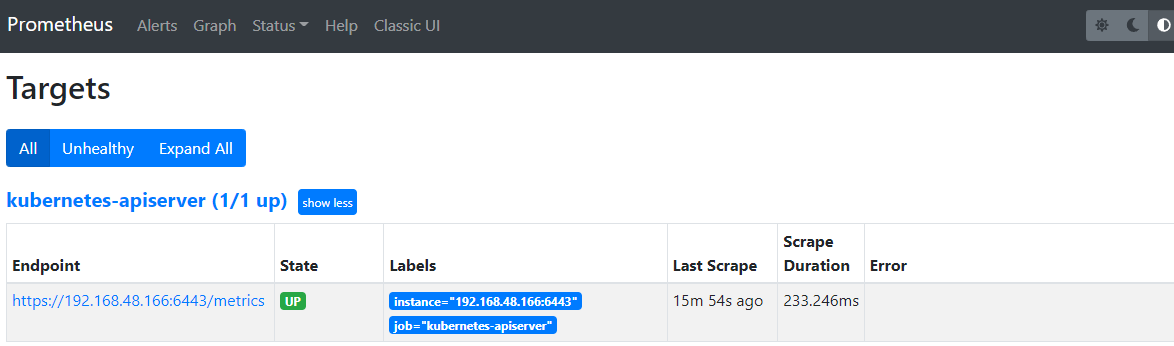 Prometheus Alerts Graph Status Help Classic UI
Targets
All Unhealthy Expand All
kubernetes-apiserver (1/1 up) show less
Endpoint State Labels Last Scrape Scrape Duration Error
https://192.168.48.166:6443/metrics UP instance="192.168.48.166:6443" 15m 54s ago 233.246ms
job="kubernetes-apiserver"